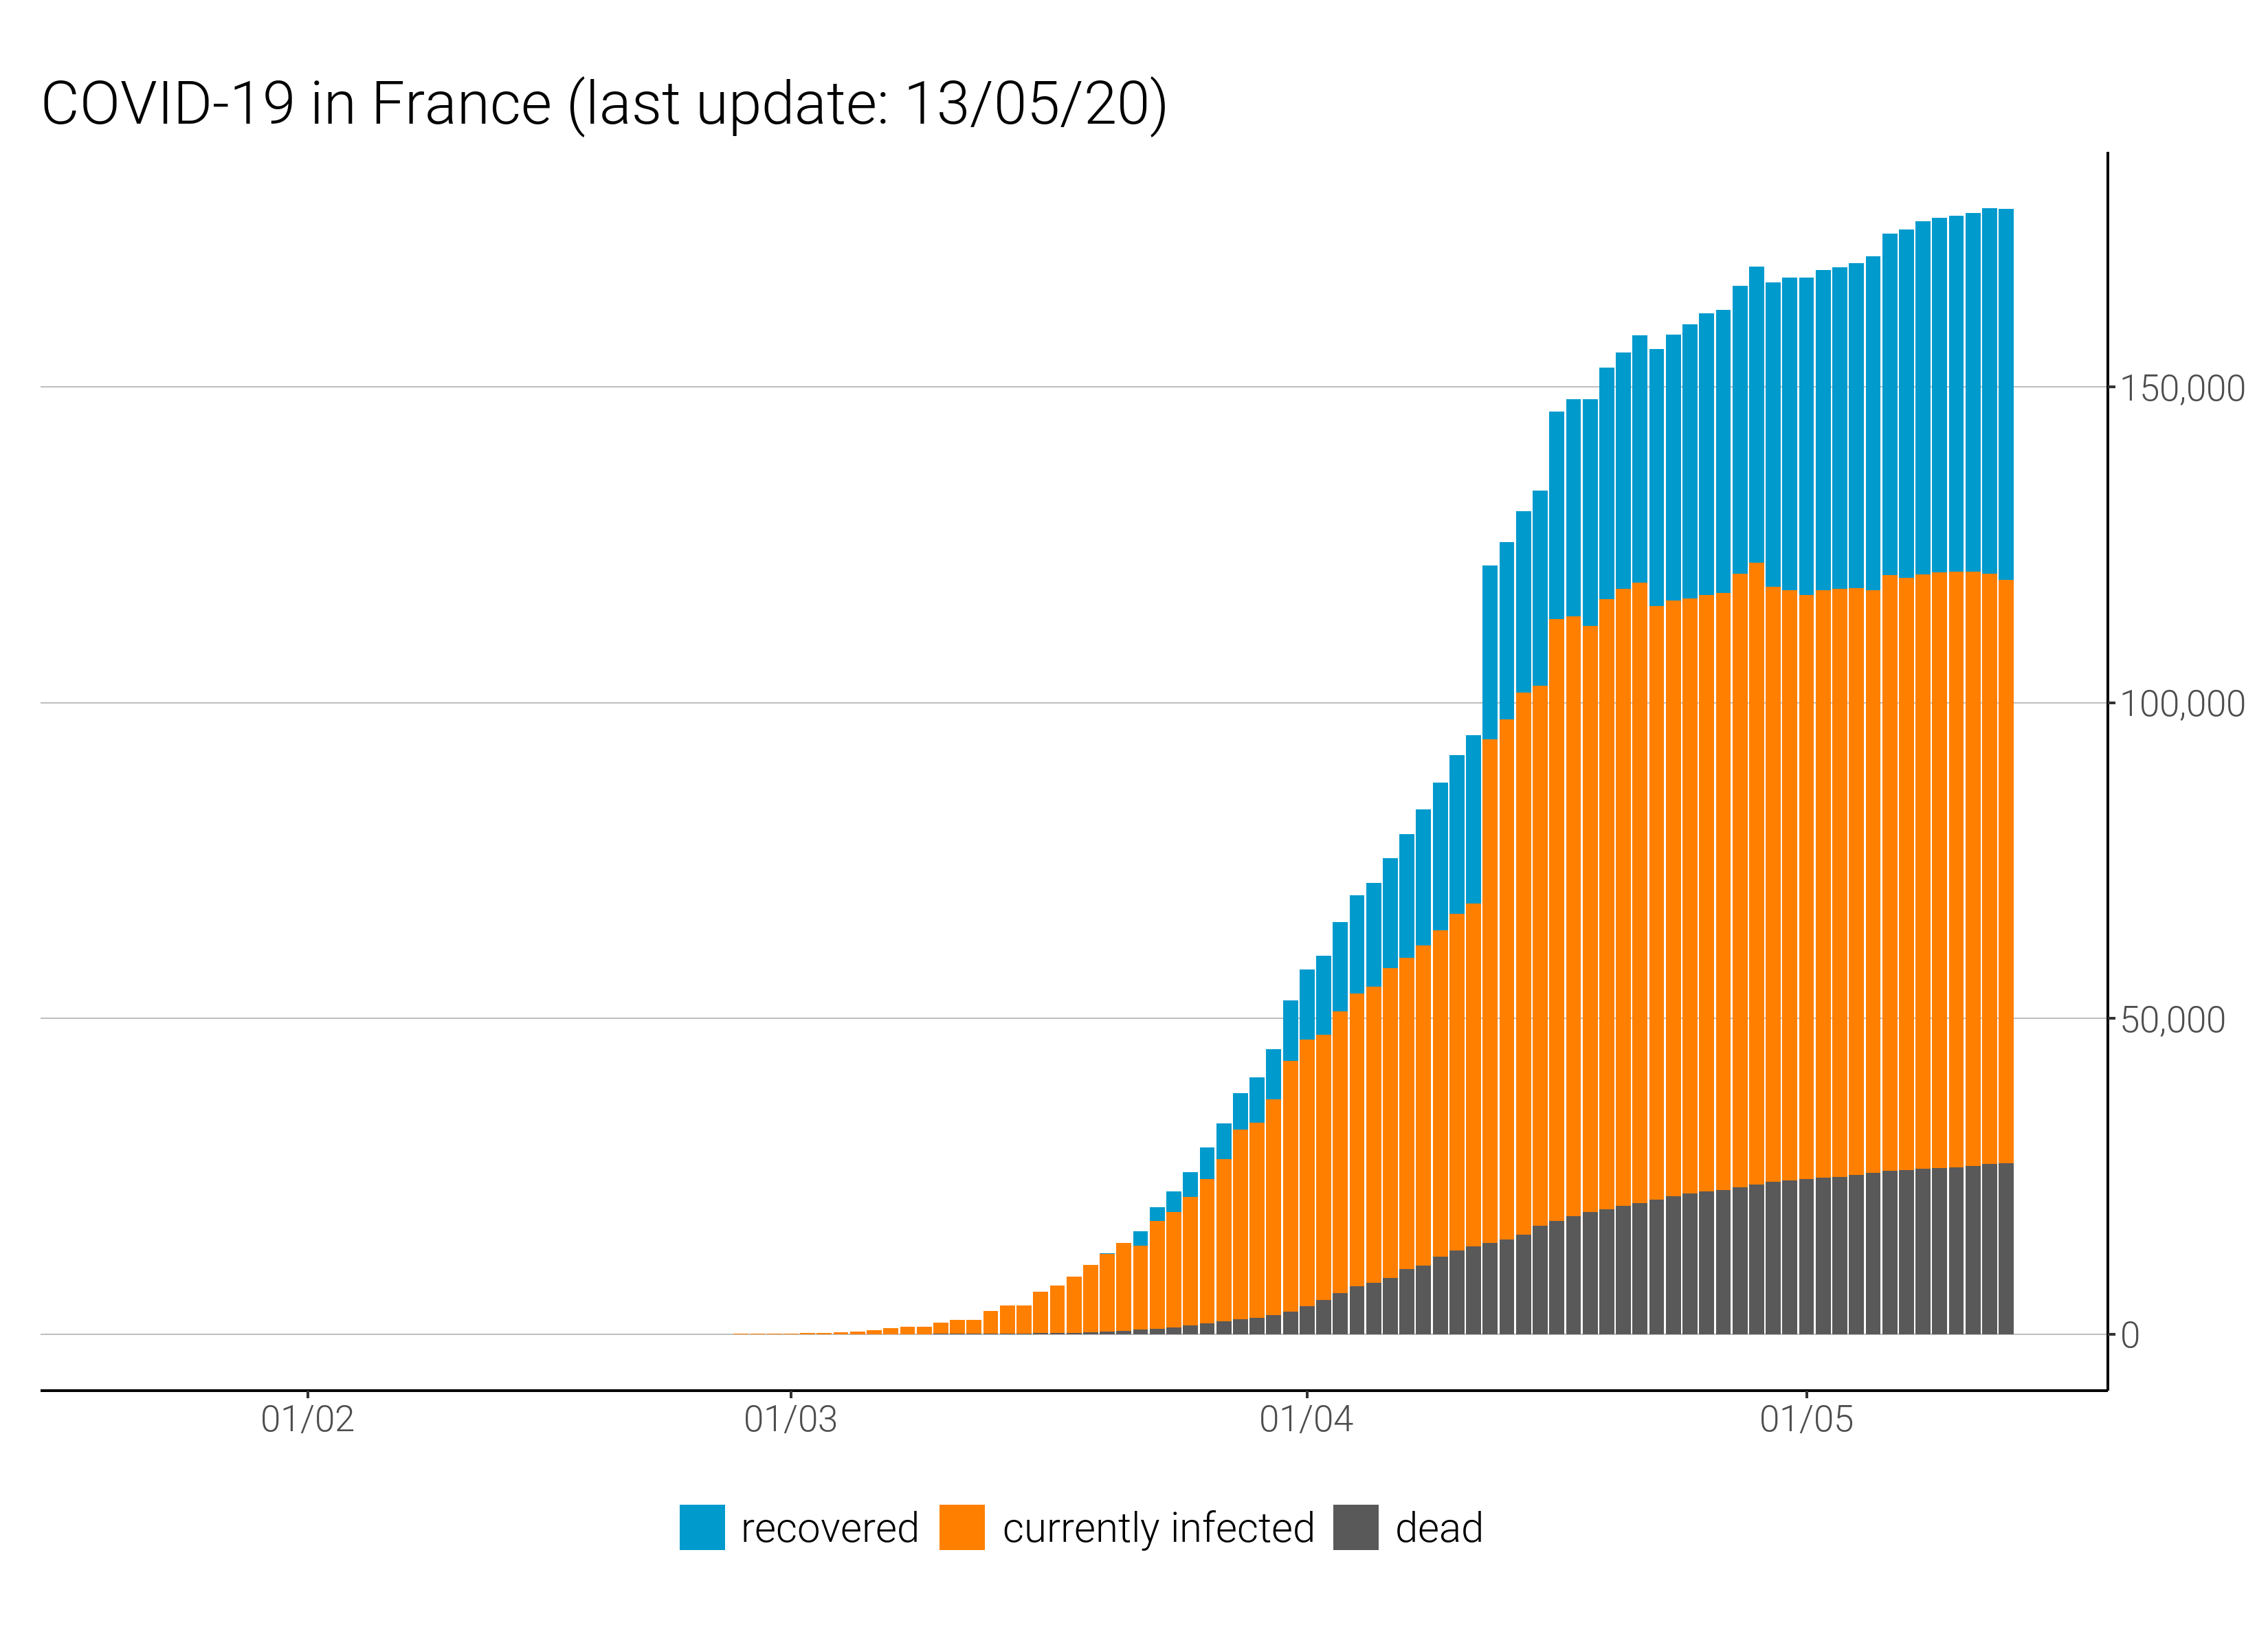 COVID-19 in France (last update: 13/05/20)
150,000
100,000
50,000
0
01/02 01/03 01/04 01/05
recovered currently infected dead